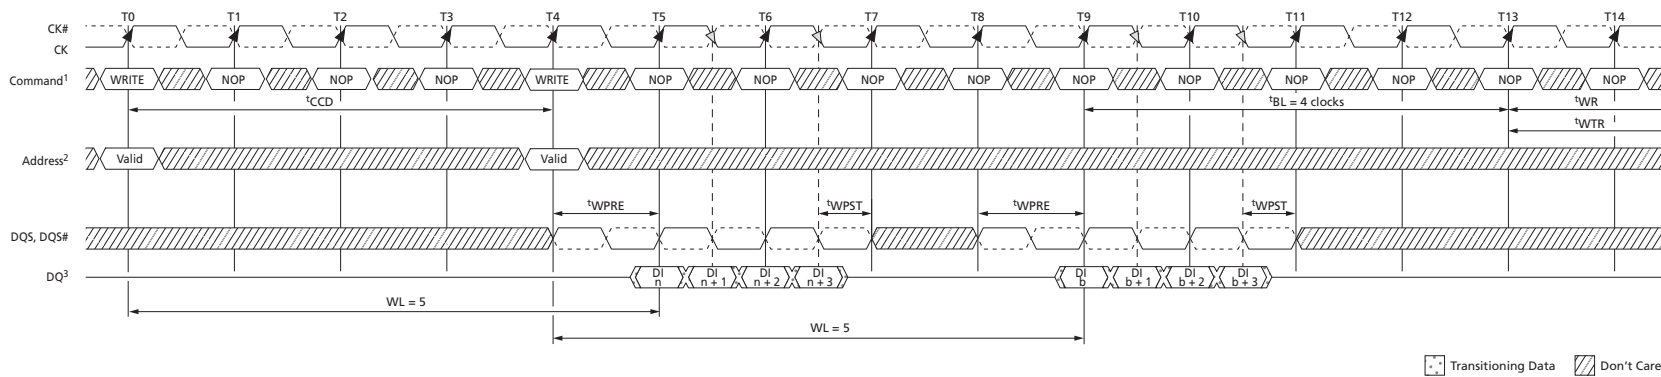 T0 T1 T2 T3 T4 T5 T6 T7 T8 T9 T10 T11 T12 T13 T14
CK#
CK
Command1 WRITE NOP NOP NOP WRITE NOP NOP NOP NOP NOP NOP NOP NOP NOP NOP
tCCD tBL = 4 clocks tWR
tWTR
Address2 Valid Valid
tWPRE tWPST tWPRE tWPST
DQS, DQS#
DQ3 DI n DI n + 1 DI n + 2 DI n + 3 DI b DI b + 1 DI b + 2 DI b + 3
WL = 5
WL = 5
Transitioning Data Don't Care